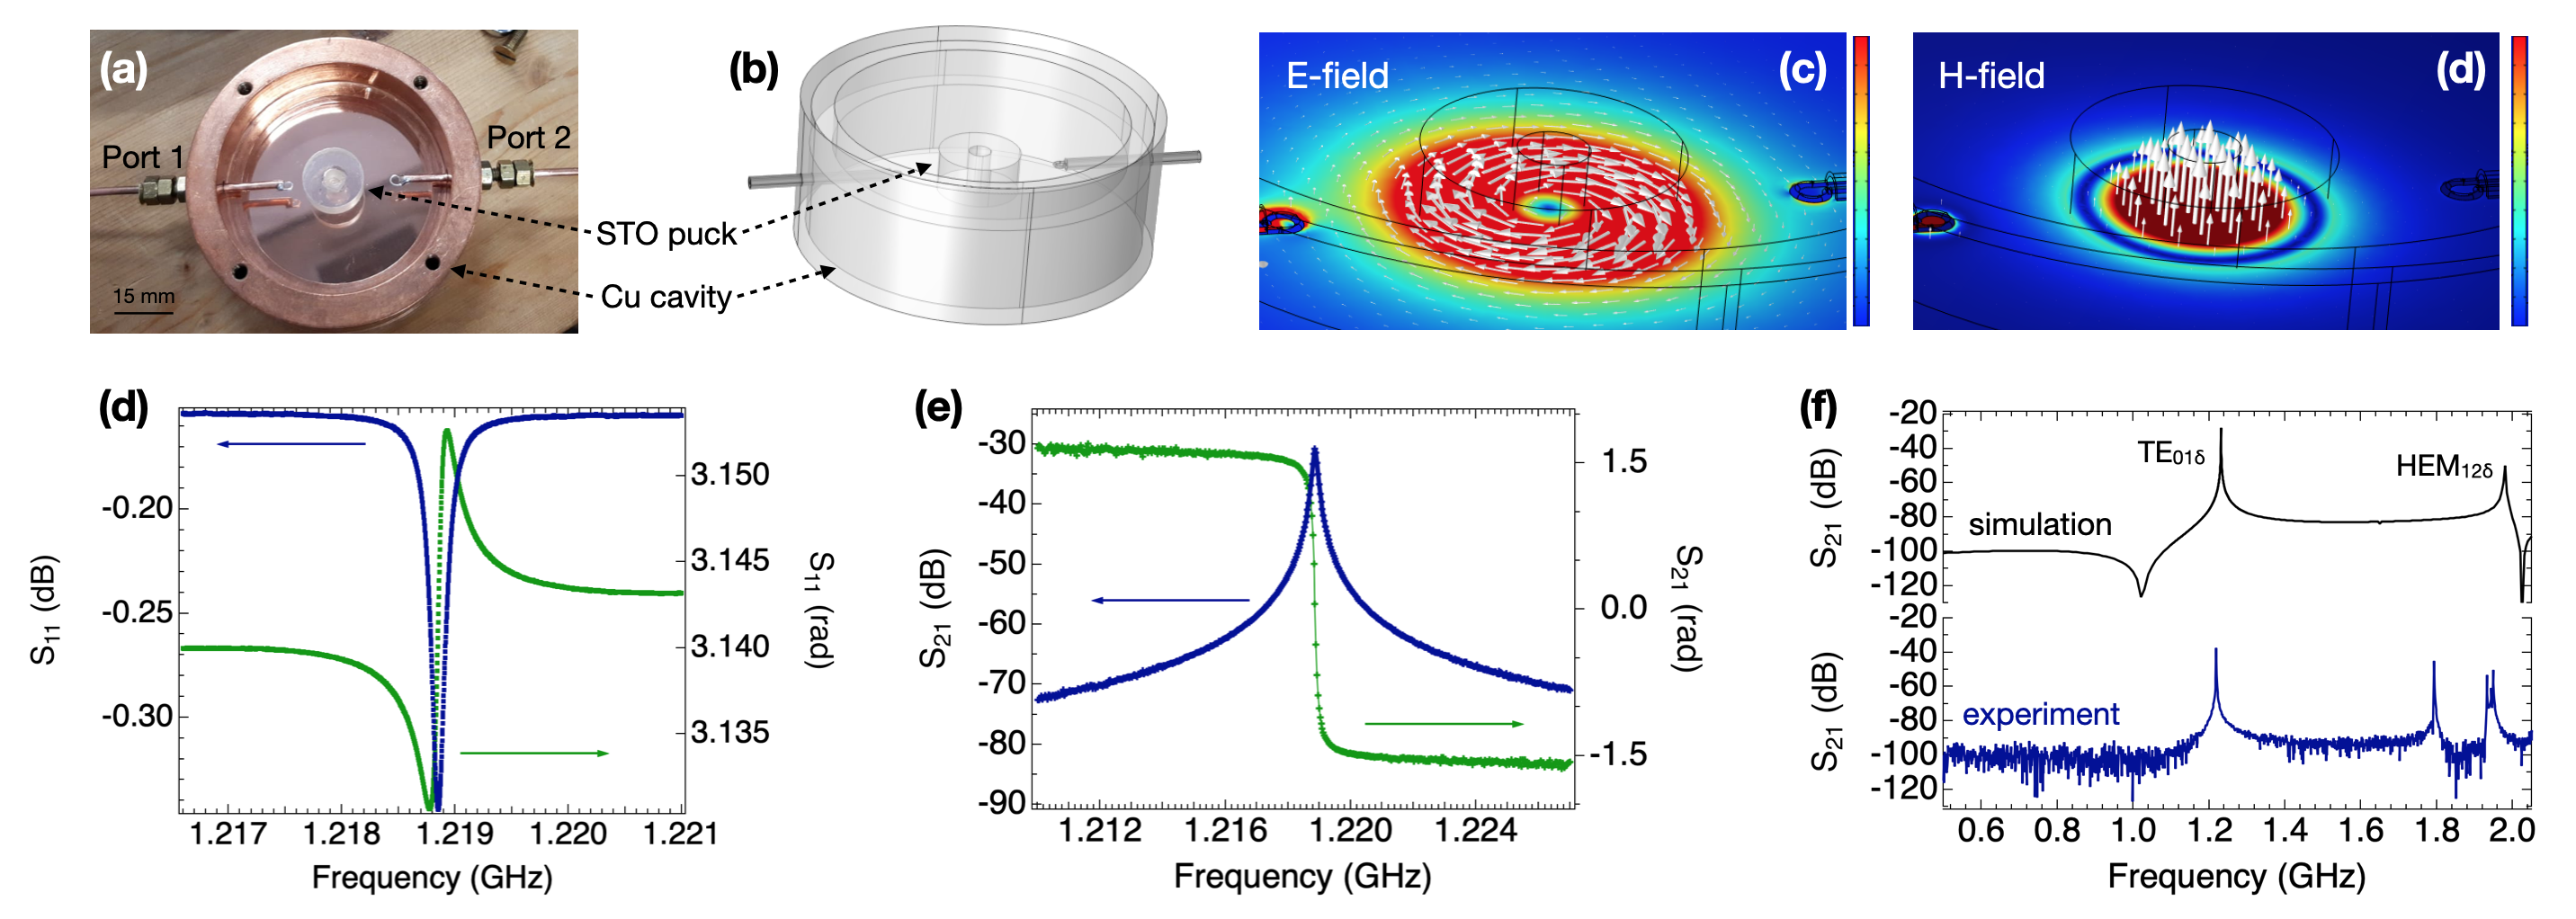 (a)
Port 1
Port 2
15 mm
(b)
STO puck
Cu cavity
E-field
(c)
H-field
(d)
(d)
-0.20
-0.25
-0.30
S₁₁ (dB)
3.150
3.145
3.140
3.135
S₁₁ (rad)
1.217
1.218
1.219
1.220
1.221
Frequency (GHz)
(e)
-30
-40
-50
-60
-70
-80
-90
S₂₁ (dB)
1.5
0.0
-1.5
S₂₁ (rad)
1.212
1.216
1.220
1.224
Frequency (GHz)
(f)
-20
-40
-60
-80
-100
-120
S₂₁ (dB)
TE₀₁δ
HEM₁₂δ
simulation
-20
-40
-60
-80
-100
-120
S₂₁ (dB)
experiment
0.6
0.8
1.0
1.2
1.4
1.6
1.8
2.0
Frequency (GHz)